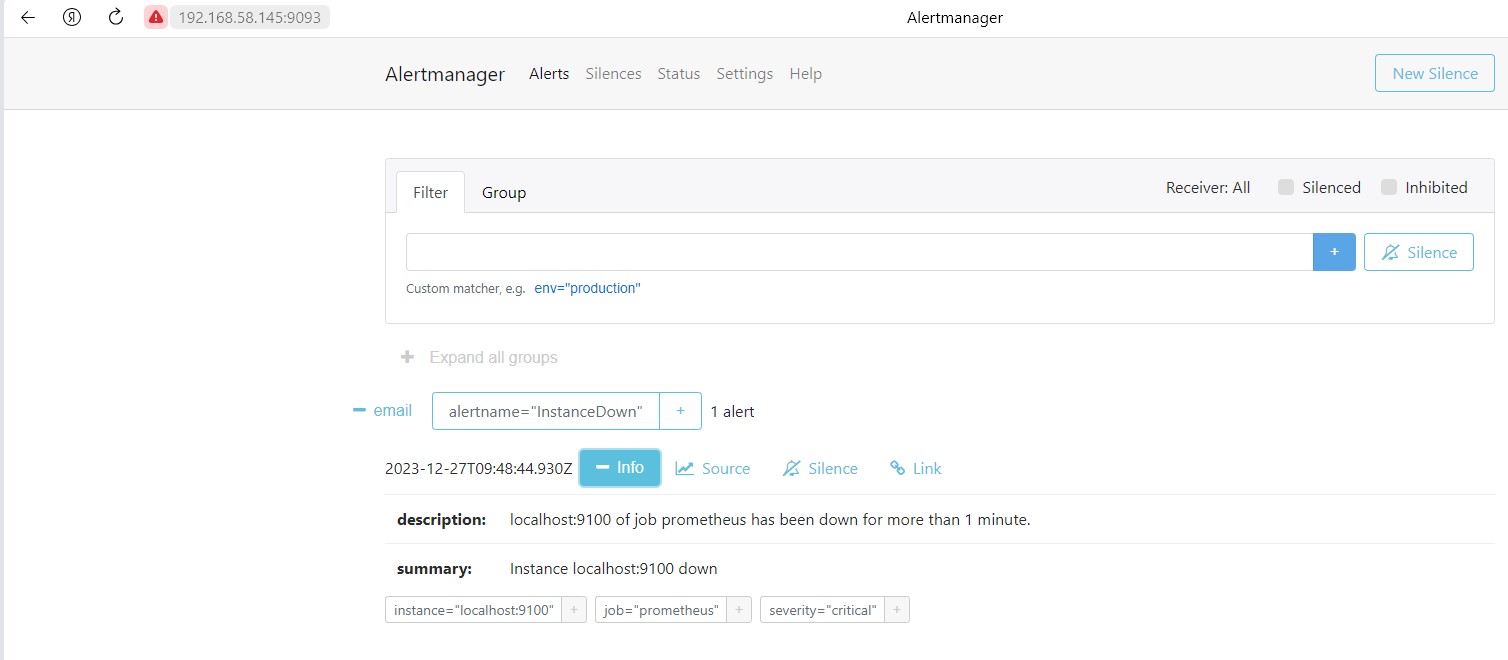 Я 192.168.58.145:9093 Alertmanager
Alertmanager Alerts Silences Status Settings Help New Silence
Filter Group Receiver: All Silenced Inhibited
+ Silence
Custom matcher, e.g. env="production"
+ Expand all groups
email alertname="InstanceDown" + 1 alert
2023-12-27T09:48:44.930Z Info Source Silence Link
description: localhost:9100 of job prometheus has been down for more than 1 minute.
summary: Instance localhost:9100 down
instance="localhost:9100" + job="prometheus" + severity="critical" +